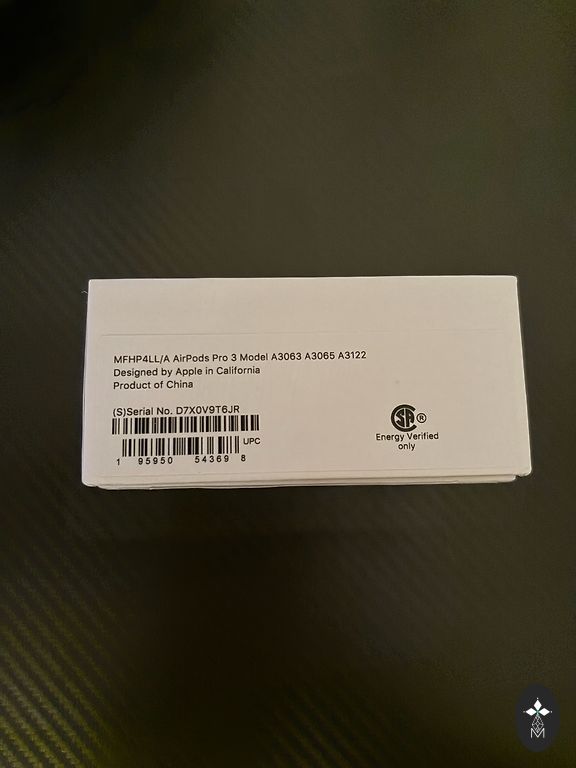 MFHP4LL/A AirPods Pro 3 Model A3063 A3065 A3122
Designed by Apple in California
Product of China
(S)Serial No. D7X0V9T6JR
UPC
1 95950 54369 8
SA ®
Energy Verified
only
M